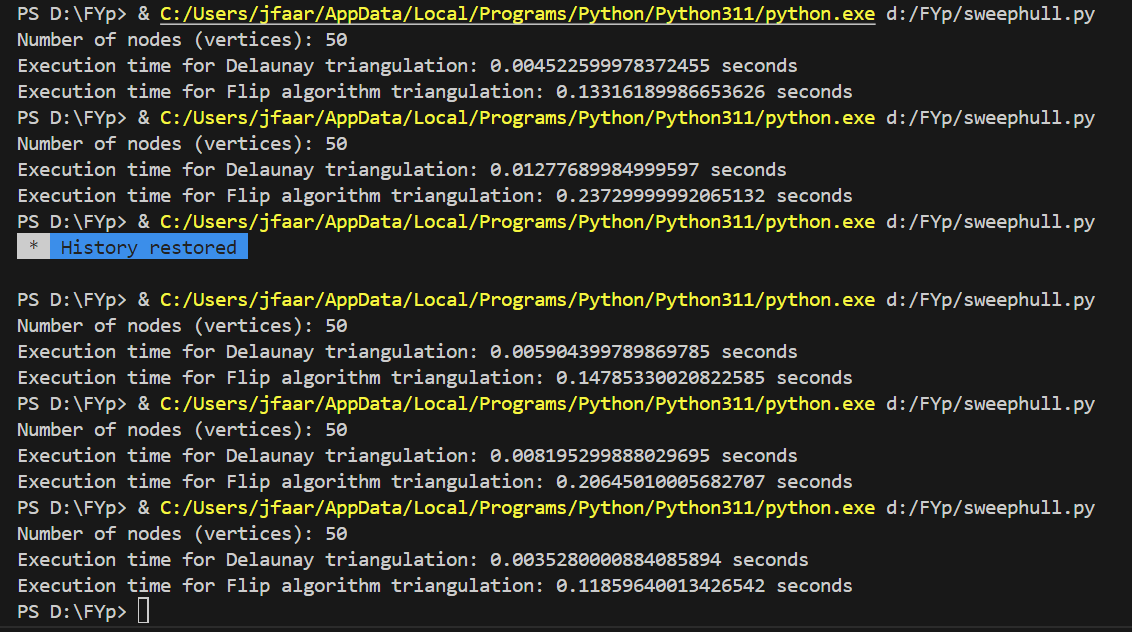 PS D:\FYp> & C:/Users/jfaar/AppData/Local/Programs/Python/Python311/python.exe d:/FYp/sweephull.py
Number of nodes (vertices): 50
Execution time for Delaunay triangulation: 0.004522599978372455 seconds
Execution time for Flip algorithm triangulation: 0.13316189986653626 seconds
PS D:\FYp> & C:/Users/jfaar/AppData/Local/Programs/Python/Python311/python.exe d:/FYp/sweephull.py
Number of nodes (vertices): 50
Execution time for Delaunay triangulation: 0.01277689984999597 seconds
Execution time for Flip algorithm triangulation: 0.23729999992065132 seconds
PS D:\FYp> & C:/Users/jfaar/AppData/Local/Programs/Python/Python311/python.exe d:/FYp/sweephull.py
* History restored
PS D:\FYp> & C:/Users/jfaar/AppData/Local/Programs/Python/Python311/python.exe d:/FYp/sweephull.py
Number of nodes (vertices): 50
Execution time for Delaunay triangulation: 0.005904399789869785 seconds
Execution time for Flip algorithm triangulation: 0.14785330020822585 seconds
PS D:\FYp> & C:/Users/jfaar/AppData/Local/Programs/Python/Python311/python.exe d:/FYp/sweephull.py
Number of nodes (vertices): 50
Execution time for Delaunay triangulation: 0.008195299888029695 seconds
Execution time for Flip algorithm triangulation: 0.20645010005682707 seconds
PS D:\FYp> & C:/Users/jfaar/AppData/Local/Programs/Python/Python311/python.exe d:/FYp/sweephull.py
Number of nodes (vertices): 50
Execution time for Delaunay triangulation: 0.0035280000884085894 seconds
Execution time for Flip algorithm triangulation: 0.11859640013426542 seconds
PS D:\FYp>